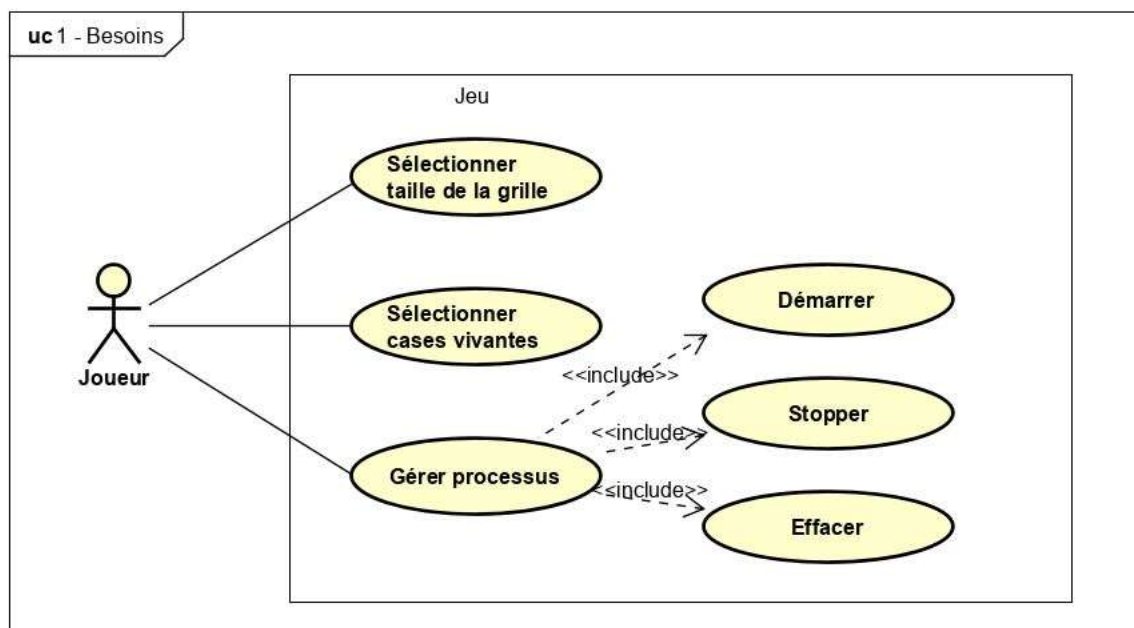 uc 1 - Besoins
Jeu
Sélectionner
taille de la grille
Sélectionner
cases vivantes
Démarrer
Joueur
<<include>>
Stopper
<<include>>
Gérer processus
<<include>>
Effacer